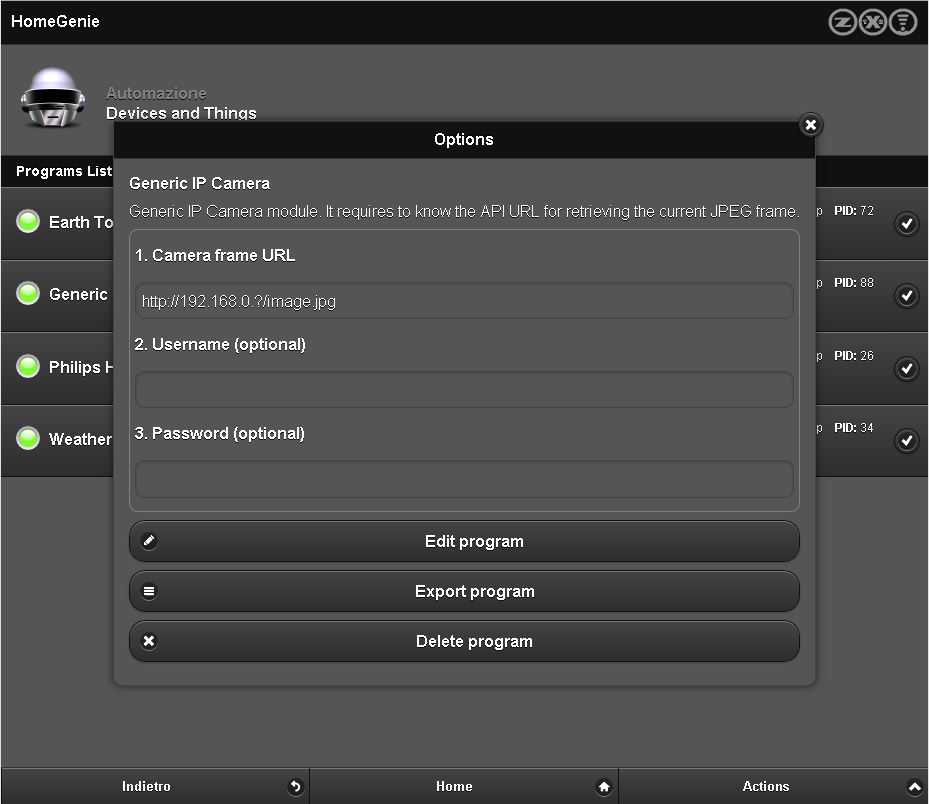 HomeGenie
Automazione
Devices and Things
Options
Programs List
Generic IP Camera
Generic IP Camera module. It requires to know the API URL for retrieving the current JPEG frame.
Earth To
p PID: 72
1. Camera frame URL
Generic
p PID: 88
http://192.168.0.?/image.jpg
2. Username (optional)
Philips H
p PID: 26
3. Password (optional)
Weather
p PID: 34
Edit program
Export program
Delete program
Indietro
Home
Actions